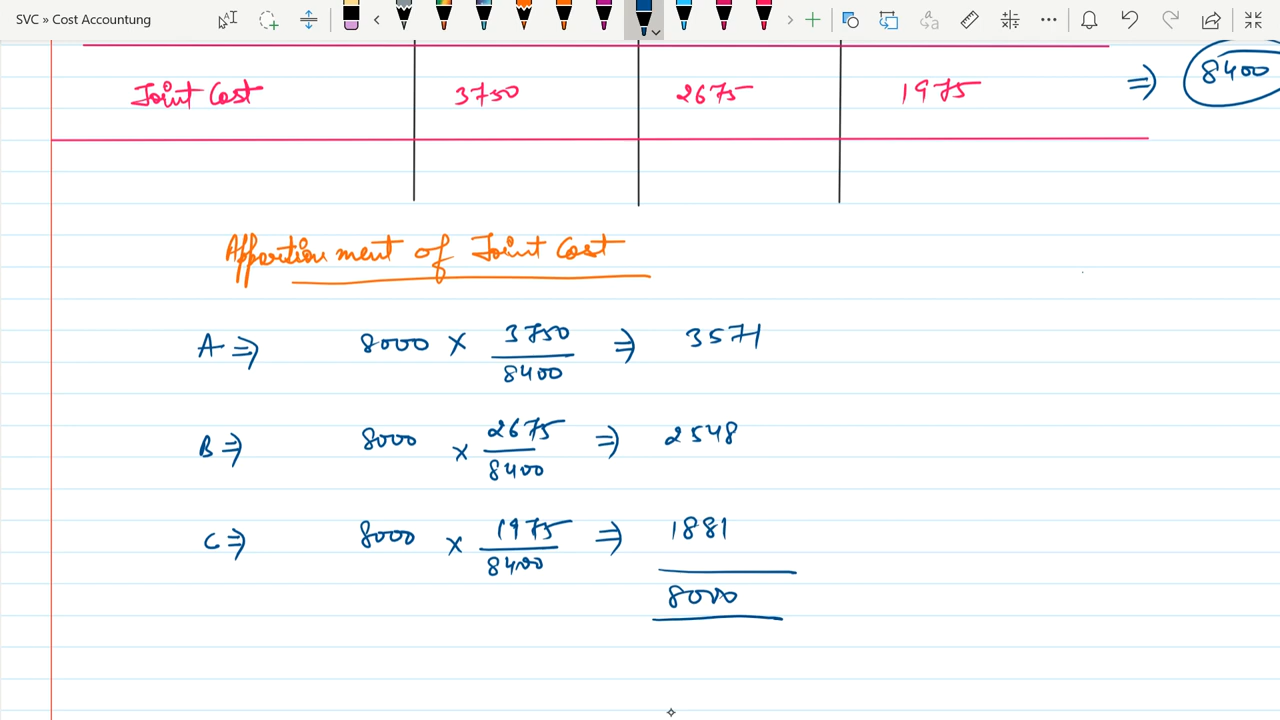 SVC » Cost Accountung
Joint Cost 3750 2675 1975 ⇒ 8400
Apportionment of Joint Cost
A ⇒ 8000 × 3750/8400 ⇒ 3571
B ⇒ 8000 × 2675/8400 ⇒ 2548
C ⇒ 8000 × 1975/8400 ⇒ 1881
8000